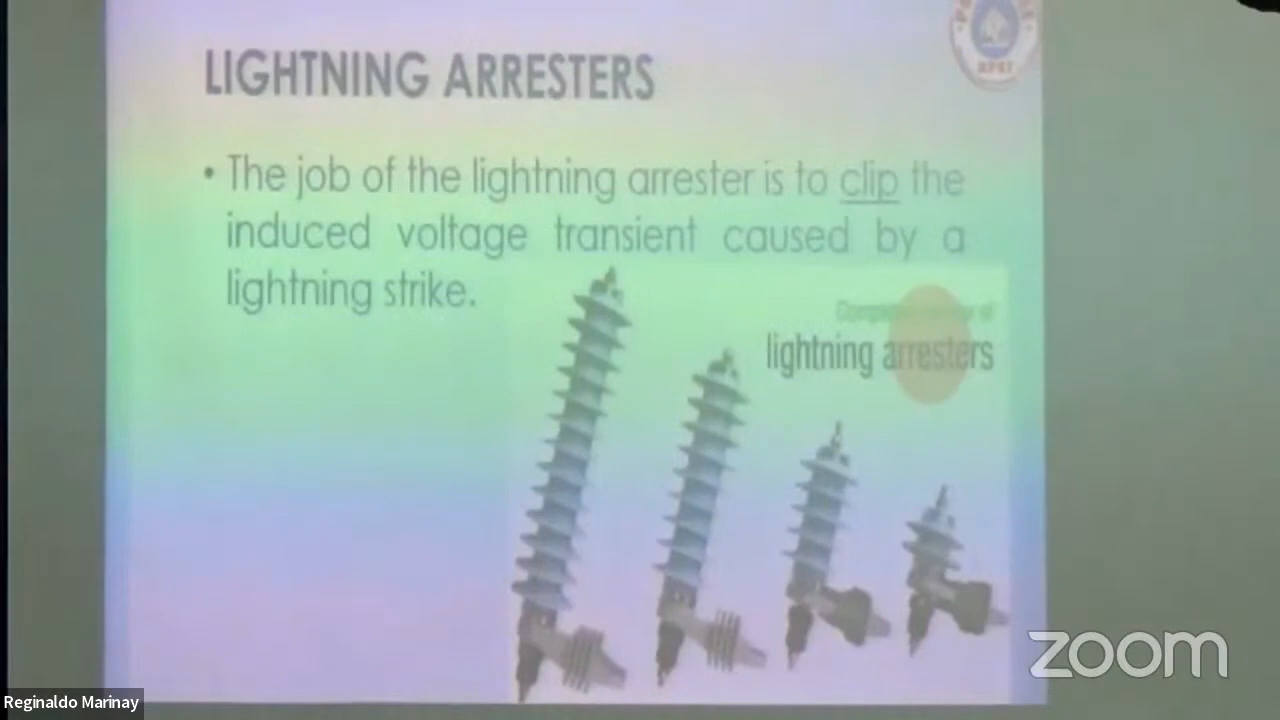 LIGHTNING ARRESTERS
• The job of the lightning arrester is to clip the
induced voltage transient caused by a
lightning strike.
lightning arresters
zoom
Reginaldo Marinay